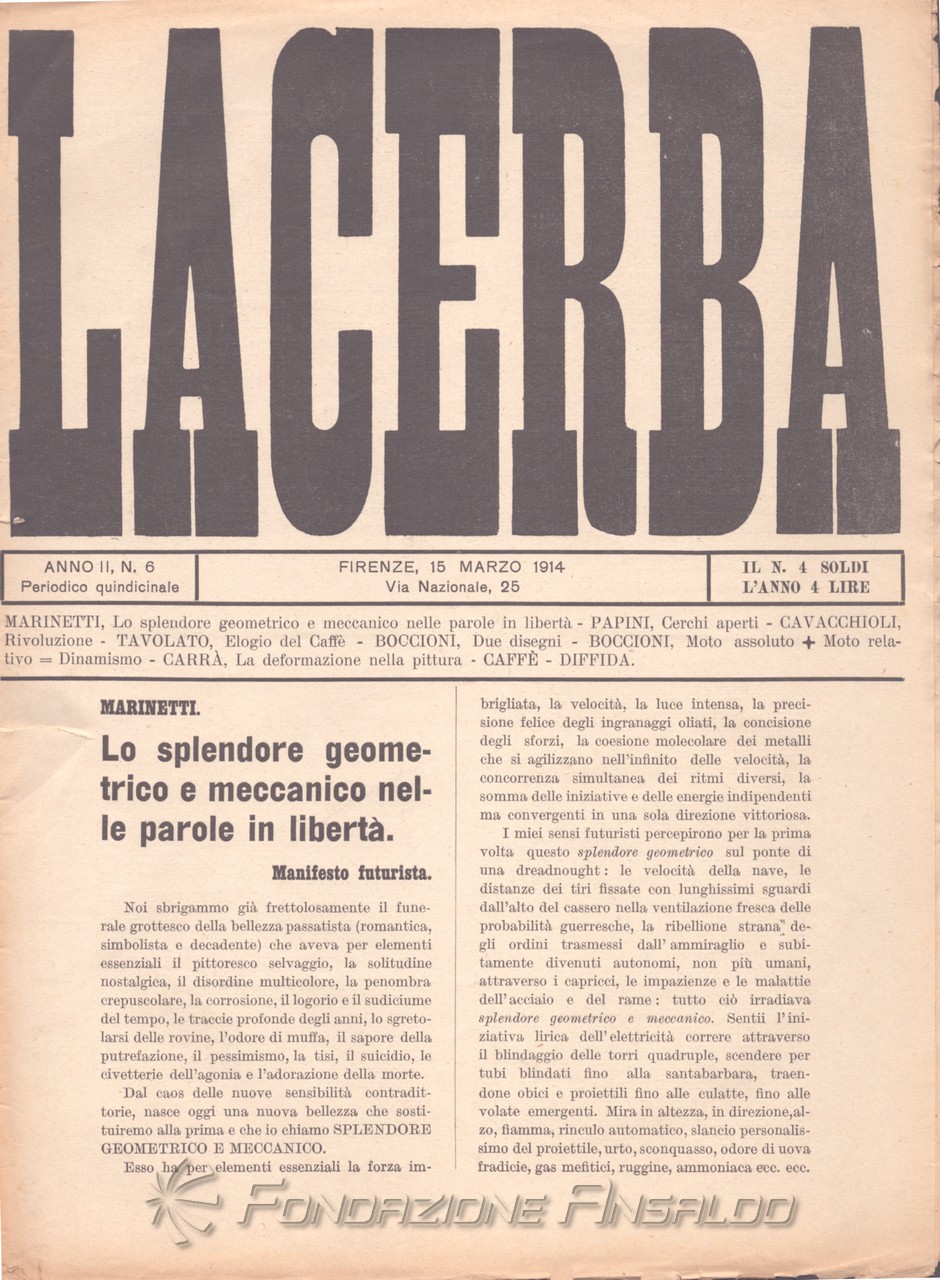 LACERBA
ANNO II, N. 6
Periodico quindicinale
FIRENZE, 15 MARZO 1914
Via Nazionale, 25
IL N. 4 SOLDI
L'ANNO 4 LIRE
MARINETTI, Lo splendore geometrico e meccanico nelle parole in libertà - PAPINI, Cerchi aperti - CAVACCHIOLI,
Rivoluzione - TAVOLATO, Elogio del Caffè - BOCCIONI, Due disegni - BOCCIONI, Moto assoluto + Moto rela-
tivo = Dinamismo - CARRÀ, La deformazione nella pittura - CAFFÈ - DIFFIDA.
MARINETTI.
Lo splendore geome-
trico e meccanico nel-
le parole in libertà.
Manifesto futurista.
Noi sbrigammo già frettolosamente il fune-
rale grottesco della bellezza passatista (romantica,
simbolista e decadente) che aveva per elementi
essenziali il pittoresco selvaggio, la solitudine
nostalgica, il disordine multicolore, la penombra
crepuscolare, la corrosione, il logorio e il sudiciume
del tempo, le traccie profonde degli anni, lo sgreto-
larsi delle rovine, l'odore di muffa, il sapore della
putrefazione, il pessimismo, la tisi, il suicidio, le
civetterie dell'agonia e l'adorazione della morte.
Dal caos delle nuove sensibilità contradit-
torie, nasce oggi una nuova bellezza che sosti-
tuiremo alla prima e che io chiamo SPLENDORE
GEOMETRICO E MECCANICO.
Esso ha per elementi essenziali la forza im-
brigliata, la velocità, la luce intensa, la preci-
sione felice degli ingranaggi oliati, la concisione
degli sforzi, la coesione molecolare dei metalli
che si agilizzano nell'infinito delle velocità, la
concorrenza simultanea dei ritmi diversi, la
somma delle iniziative e delle energie indipendenti
ma convergenti in una sola direzione vittoriosa.
I miei sensi futuristi percepirono per la prima
volta questo splendore geometrico sul ponte di
una dreadnought: le velocità della nave, le
distanze dei tiri fissate con lunghissimi sguardi
dall'alto del cassero nella ventilazione fresca delle
probabilità guerresche, la ribellione strana de-
gli ordini trasmessi dall'ammiraglio e subi-
tamente divenuti autonomi, non più umani,
attraverso i capricci, le impazienze e le malattie
dell'acciaio e del rame: tutto ciò irradiava
splendore geometrico e meccanico. Sentii l'ini-
ziativa lirica dell'elettricità correre attraverso
il blindaggio delle torri quadruple, scendere per
tubi blindati fino alla santabarbara, traen-
done obici e proiettili fino alle culatte, fino alle
volate emergenti. Mira in altezza, in direzione,al-
zo, fiamma, rinculo automatico, slancio personalis-
simo del proiettile, urto, sconquasso, odore di uova
fradicie, gas mefitici, ruggine, ammoniaca ecc. ecc.
FONDAZIONE ANSALDO